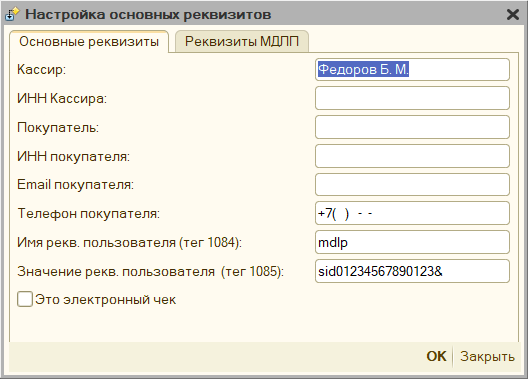 Настройка основных реквизитов
Основные реквизиты Реквизиты МДЛП
Кассир: Федоров Б. М.
ИНН Кассира:
Покупатель:
ИНН покупателя:
Email покупателя:
Телефон покупателя: +7( ) - -
Имя рекв. пользователя (тег 1084): mdlp
Значение рекв. пользователя (тег 1085): sid01234567890123&
Это электронный чек
OK Закрыть